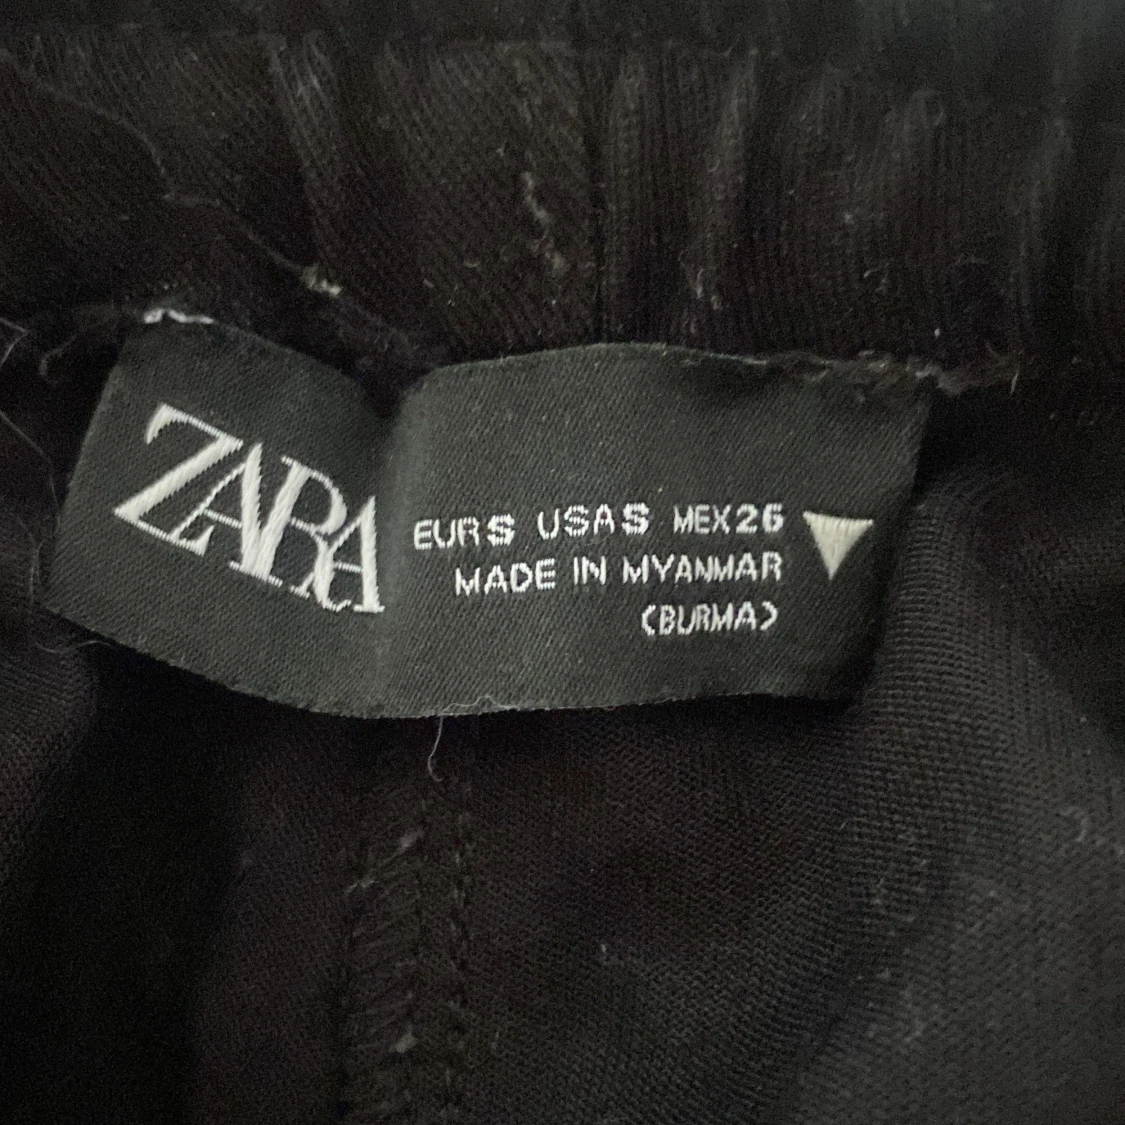 ZARA
EUR S USA S MEX 26
MADE IN MYANMAR
(BURMA)